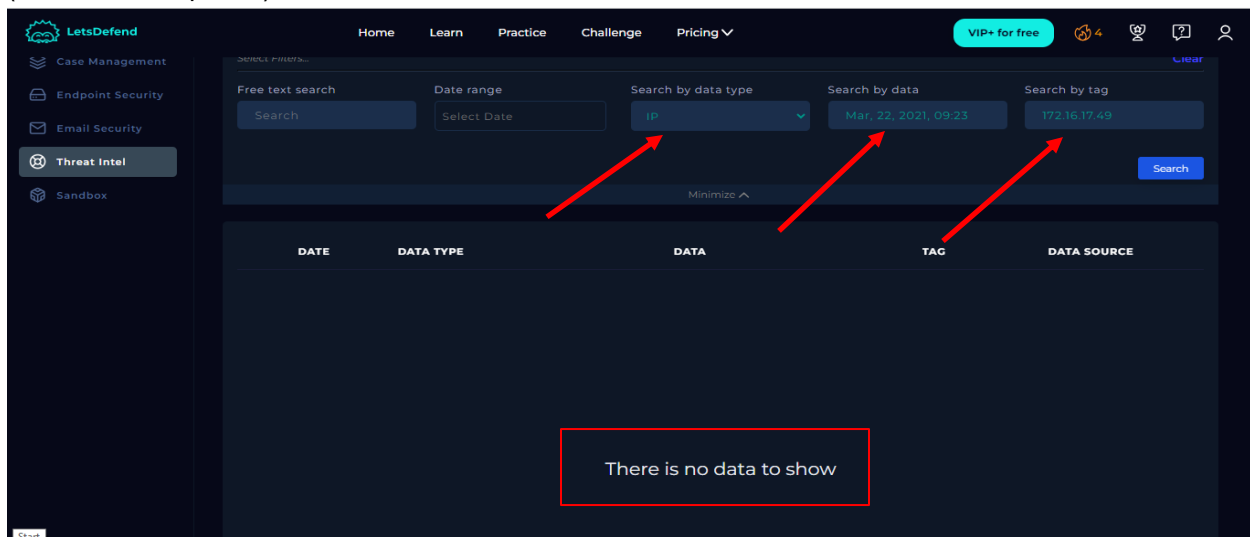 LetsDefend
Home Learn Practice Challenge Pricing
VIP+ for free
4
Case Management
Endpoint Security
Email Security
Threat Intel
Sandbox
Select Filters...
Clear
Free text search Date range Search by data type Search by data Search by tag
Search Select Date IP Mar, 22, 2021, 09:23 172.16.17.49
Search
Minimize
DATE DATA TYPE DATA TAG DATA SOURCE
There is no data to show
Start